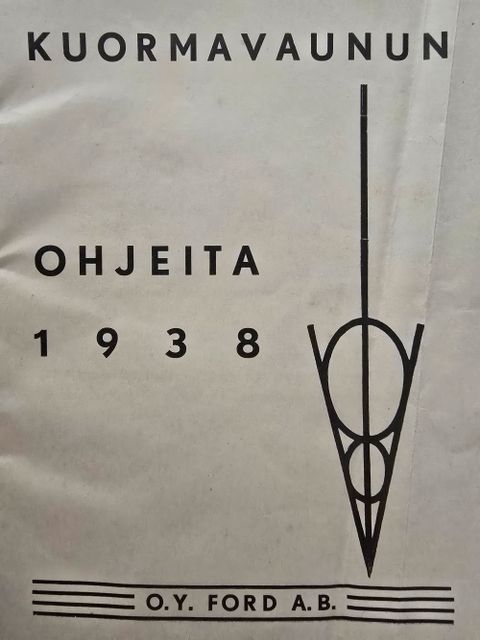 KUORMAVAUNUN
OHJEITA
1938
O.Y. FORD A.B.